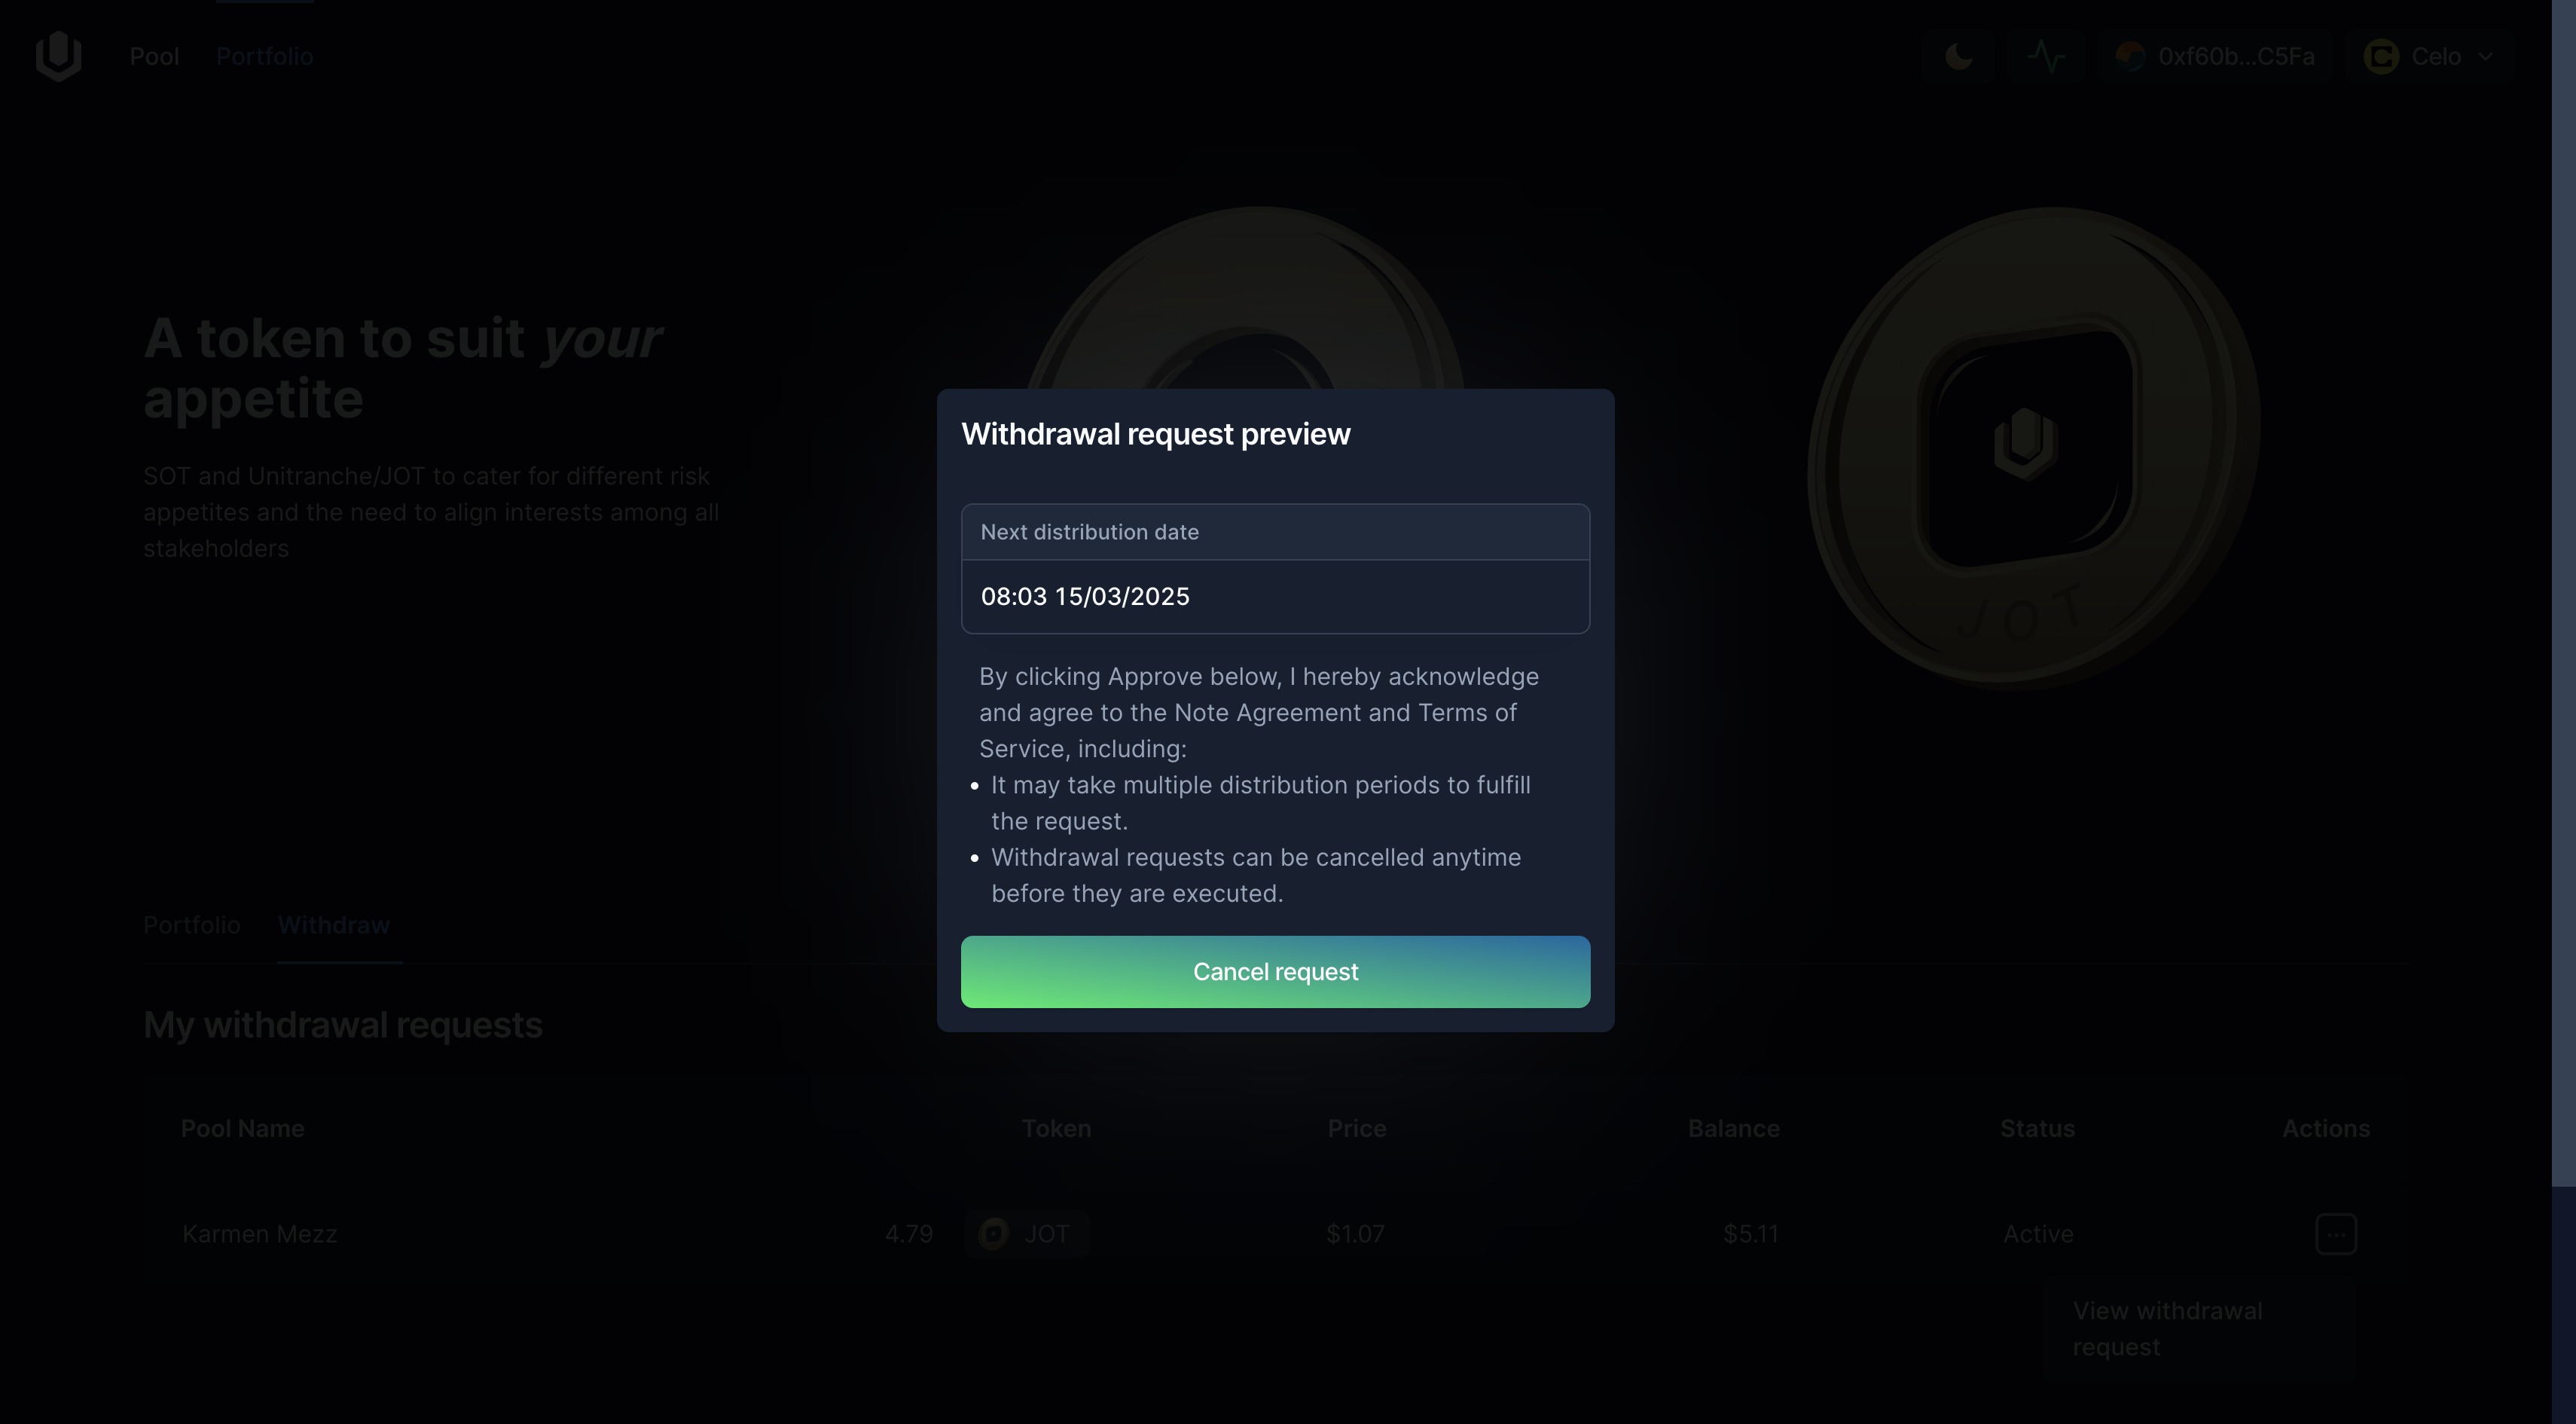 Pool
Portfolio
0xf60b...C5Fa
Celo
A token to suit your
appetite
SOT and Unitranche/JOT to cater for different risk
appetites and the need to align interests among all
stakeholders
JOT
Withdrawal request preview
Next distribution date
08:03 15/03/2025
By clicking Approve below, I hereby acknowledge
and agree to the Note Agreement and Terms of
Service, including:
• It may take multiple distribution periods to fulfill
the request.
• Withdrawal requests can be cancelled anytime
before they are executed.
Cancel request
Portfolio
Withdraw
My withdrawal requests
Pool Name Token Price Balance Status Actions
Karmen Mezz 4.79 JOT $1.07 $5.11 Active
View withdrawal
request